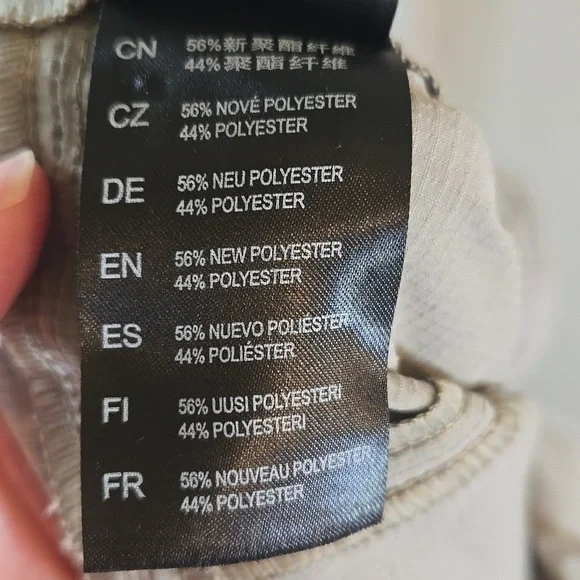 CN 56%新聚酯纤维
44%聚酯纤维
CZ 56% NOVÉ POLYESTER
44% POLYESTER
DE 56% NEU POLYESTER
44% POLYESTER
EN 56% NEW POLYESTER
44% POLYESTER
ES 56% NUEVO POLIÉSTER
44% POLIÉSTER
FI 56% UUSI POLYESTERI
44% POLYESTERI
FR 56% NOUVEAU POLYESTER
44% POLYESTER